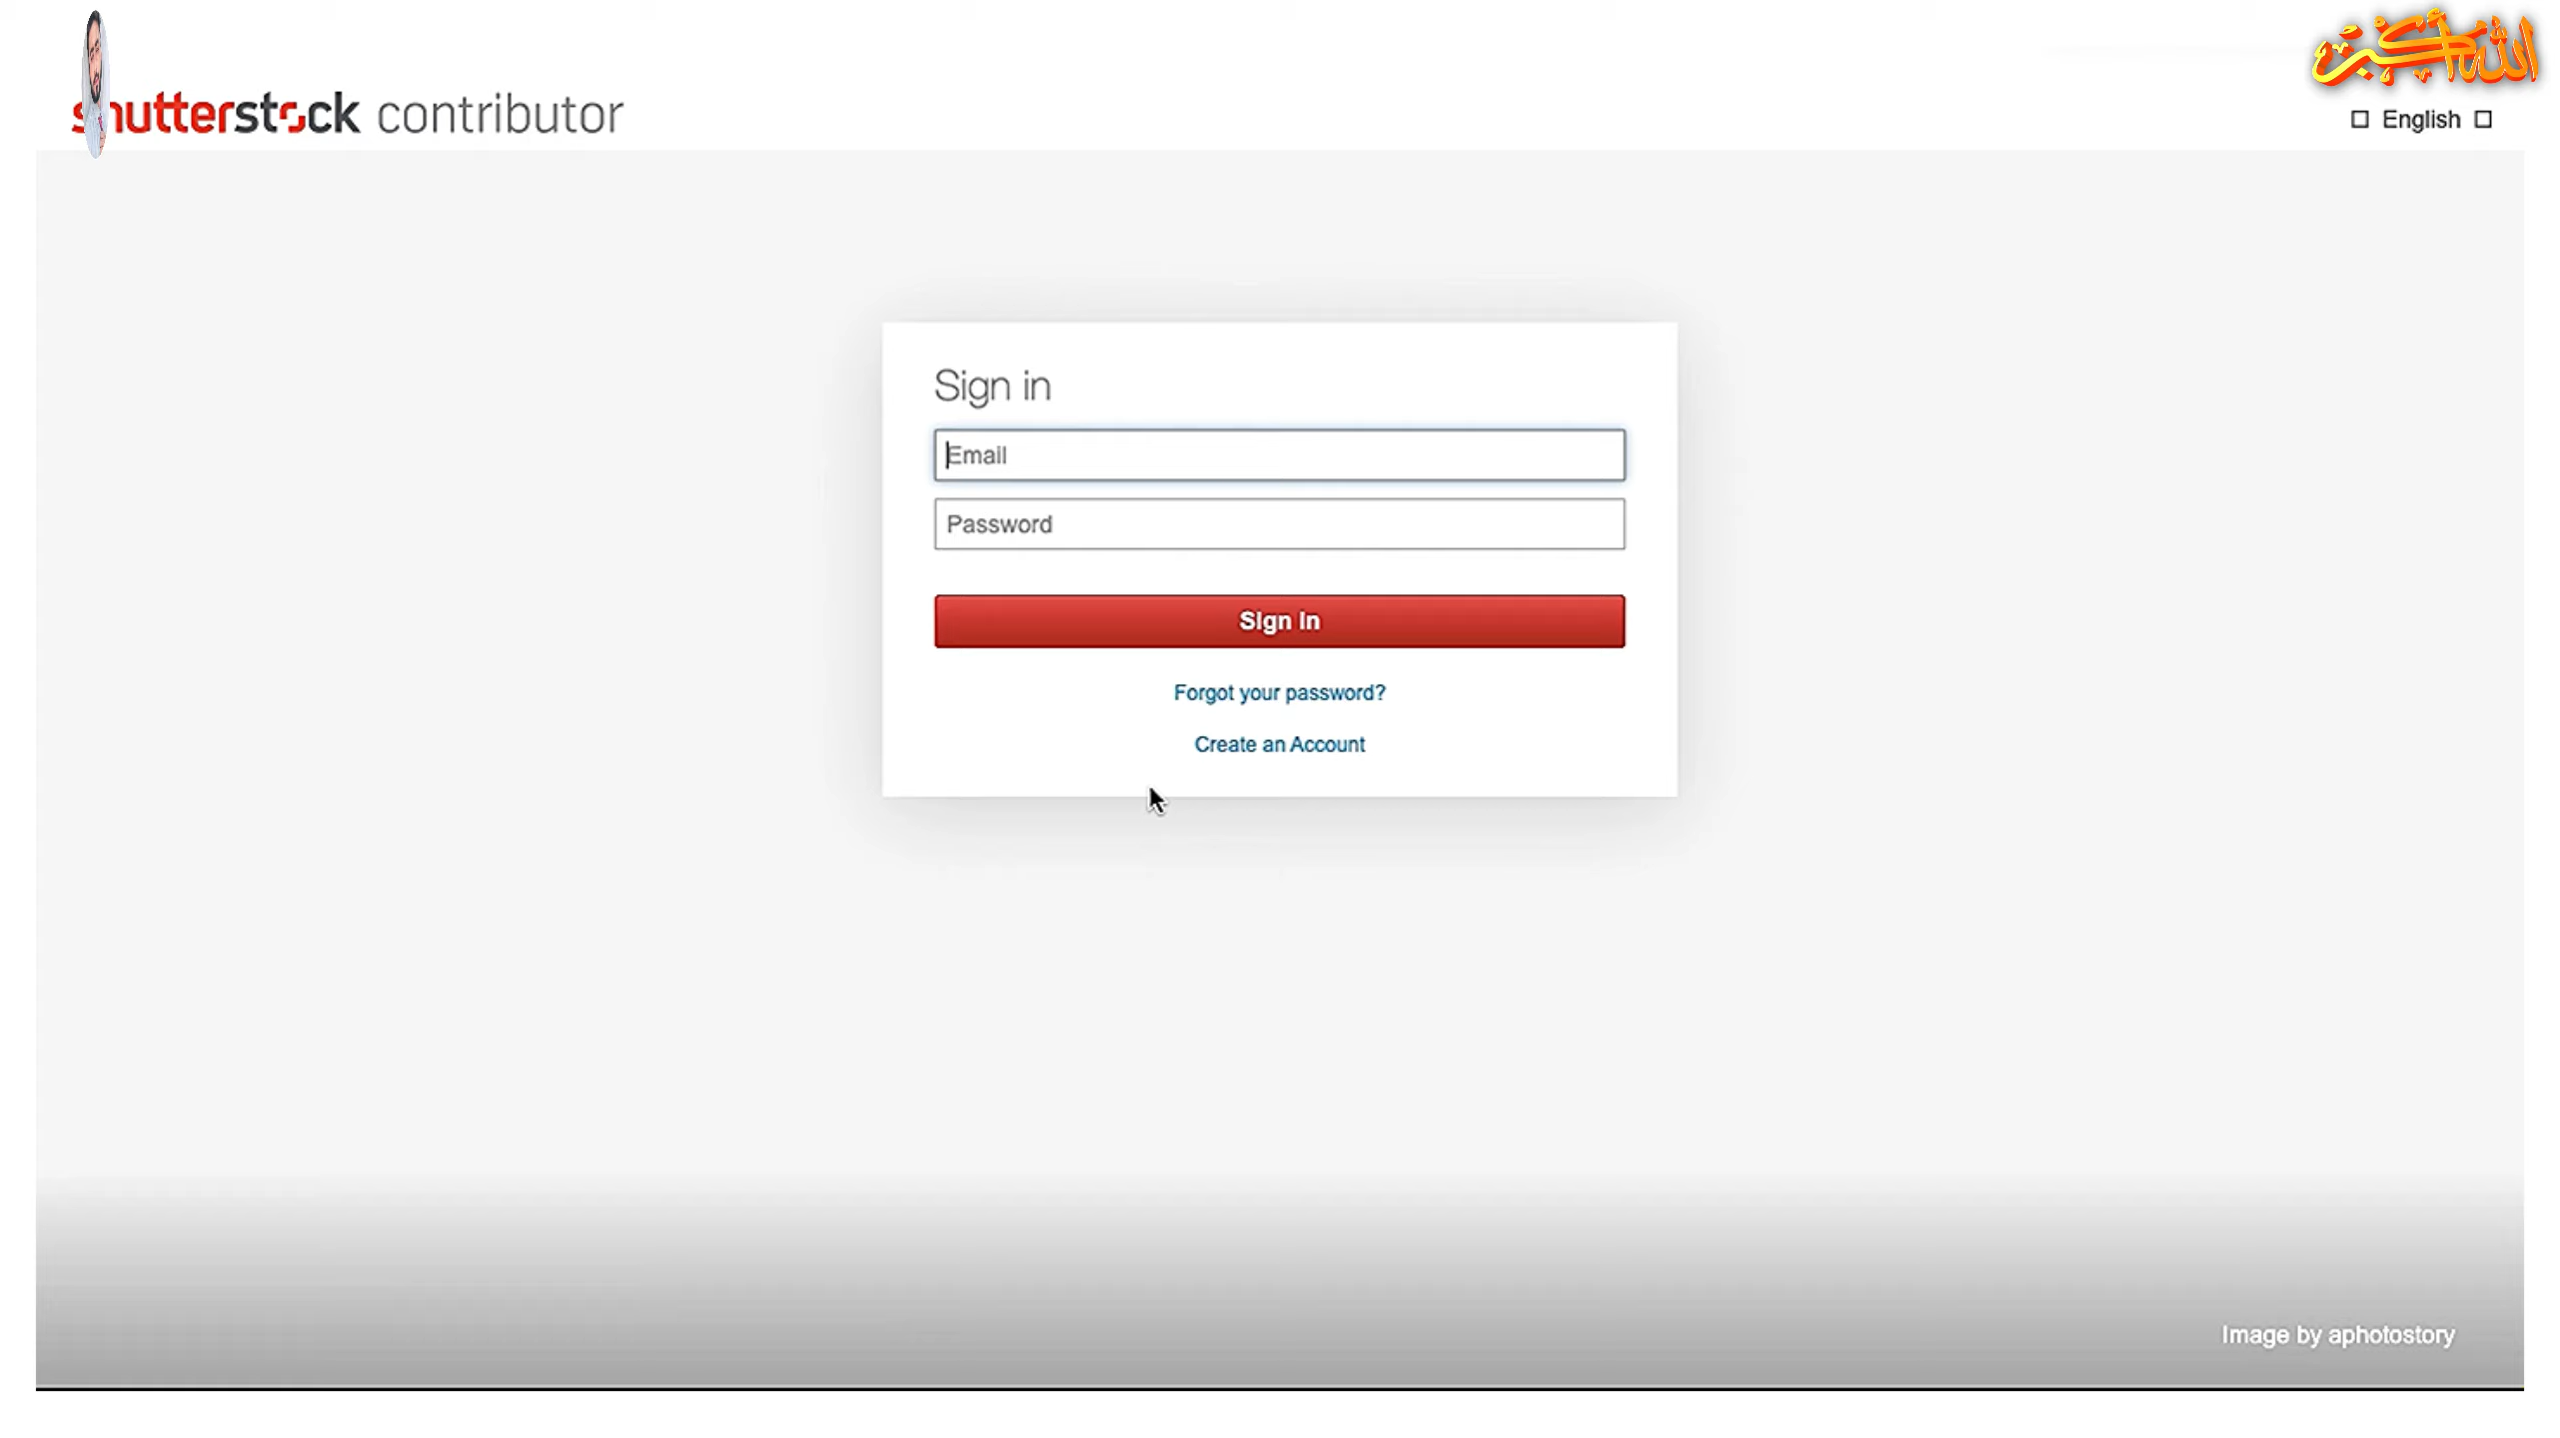 الله أكبر
shutterstock contributor
English
Sign in
Email
Password
Sign in
Forgot your password?
Create an Account
Image by aphotostory